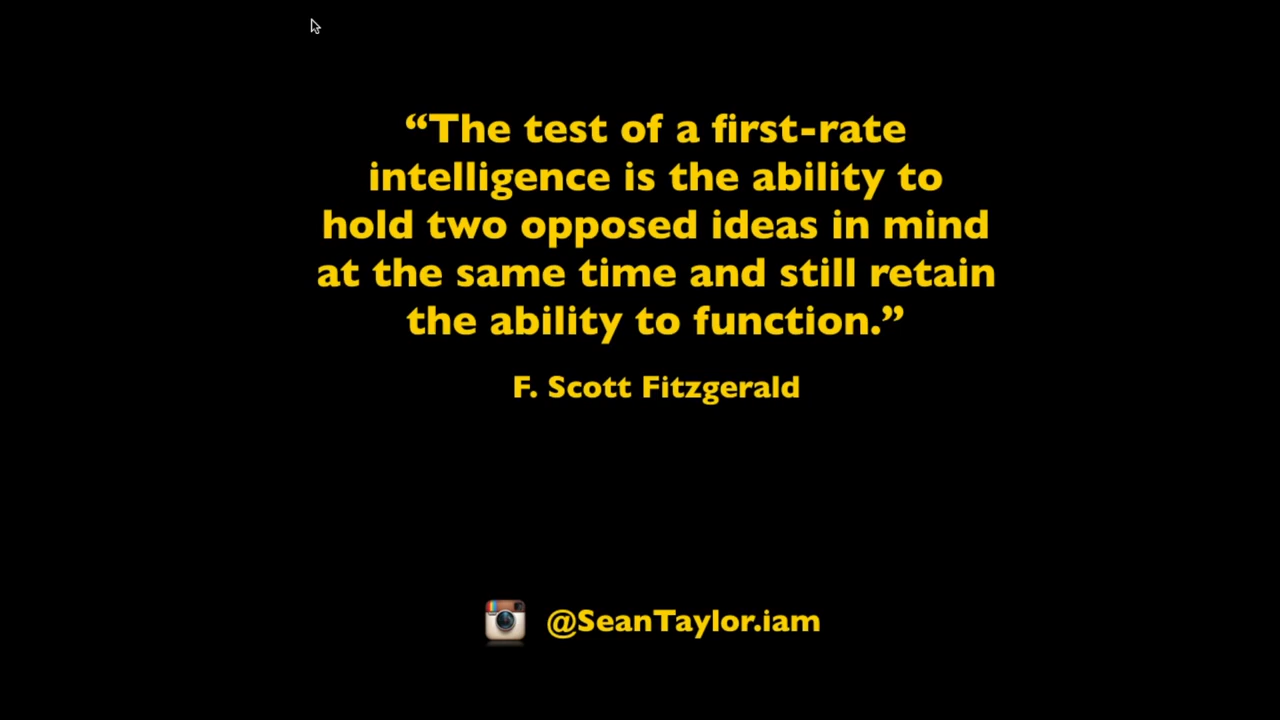 “The test of a first-rate
intelligence is the ability to
hold two opposed ideas in mind
at the same time and still retain
the ability to function.”
F. Scott Fitzgerald
@SeanTaylor.iam